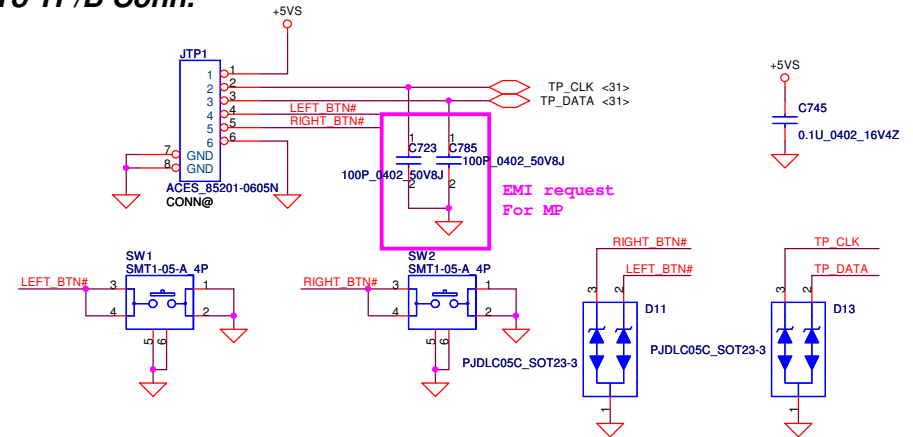 +5VS
JTP1
1 1
2 2
3 3
4 4
5 5
6 6
7 GND
8 GND
ACES_85201-0605N
CONN@
TP_CLK <31>
TP_DATA <31>
LEFT_BTN#
RIGHT_BTN#
1 1
C723 C785
100P_0402_50V8J
100P_0402_50V8J
2 2
EMI request
For MP
+5VS
C745
0.1U_0402_16V4Z
SW1
SMT1-05-A_4P
LEFT_BTN#
3 1
4 2
5 6
SW2
SMT1-05-A_4P
RIGHT_BTN#
3 1
4 2
5 6
RIGHT_BTN#
LEFT_BTN#
3 2
D11
PJDLC05C_SOT23-3
1
TP_CLK
TP_DATA
3 2
D13
PJDLC05C_SOT23-3
1